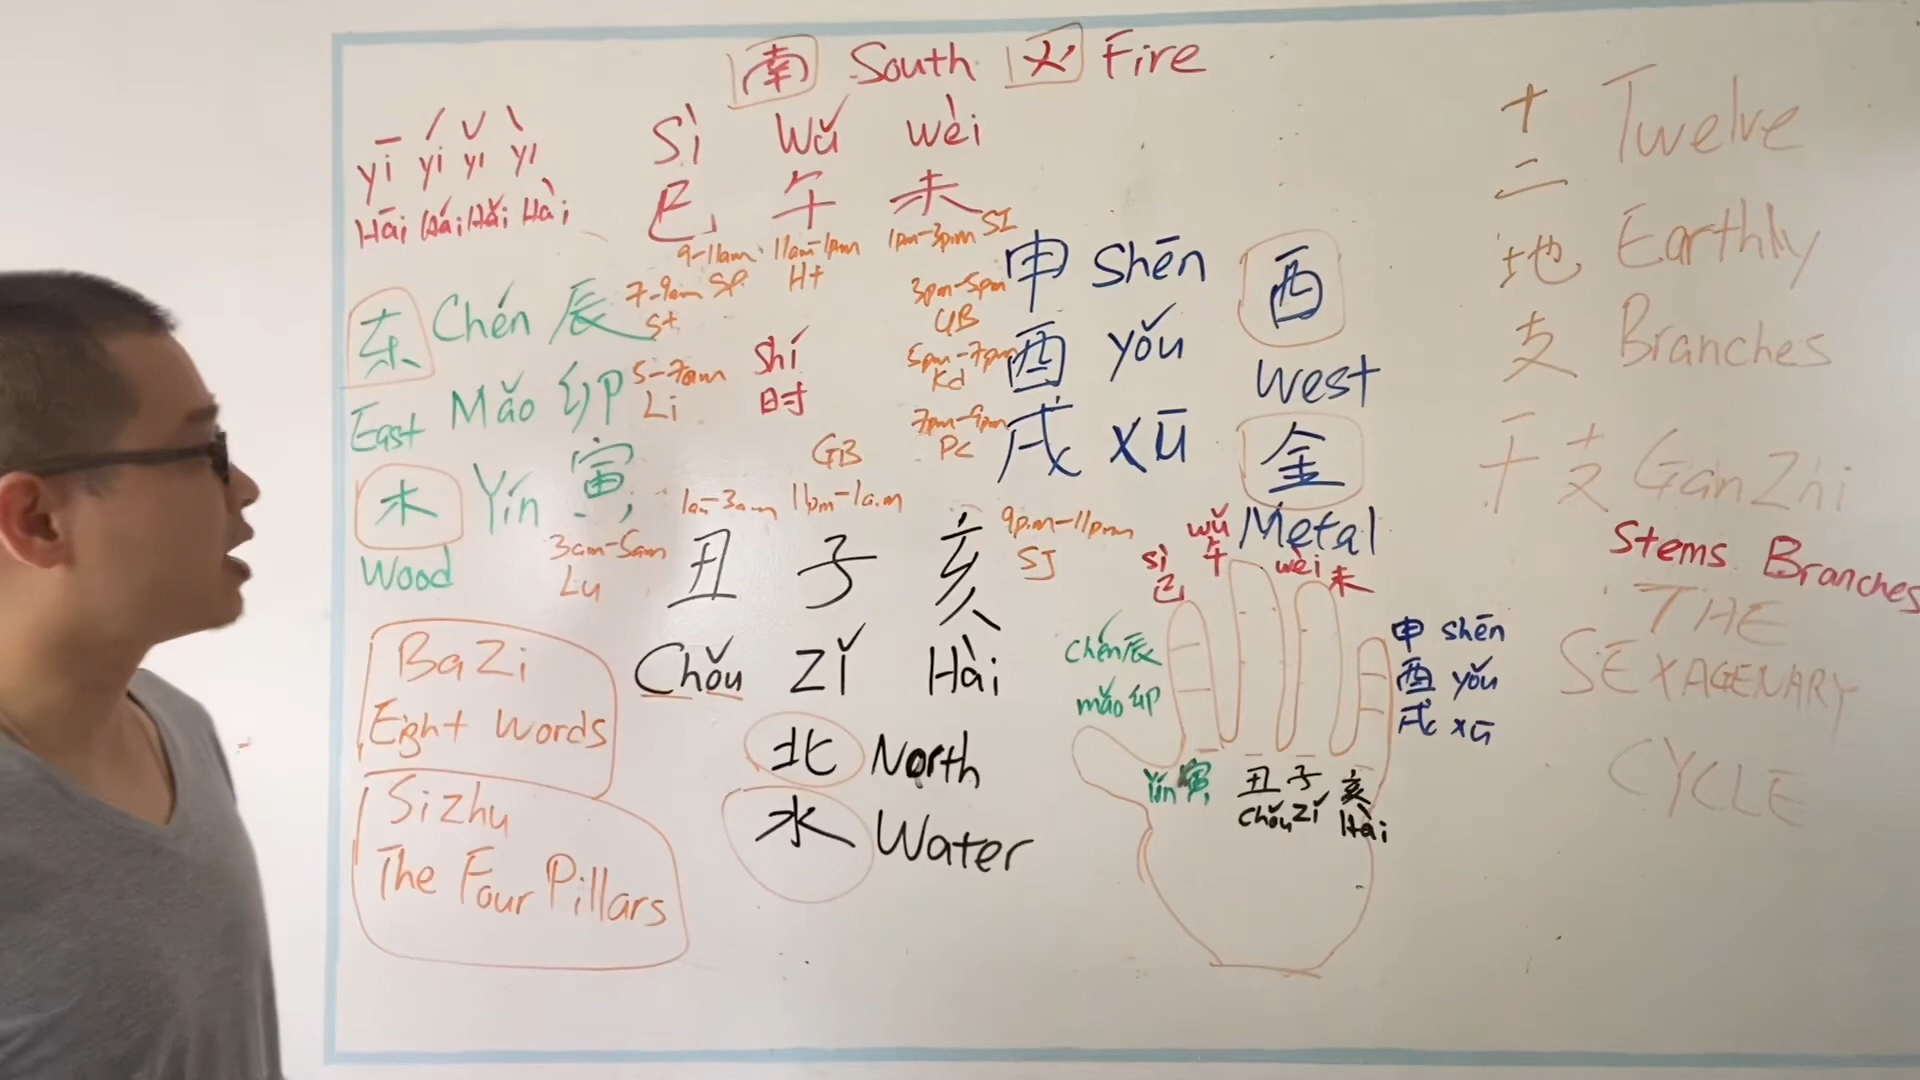 南 South 火 Fire
yī yí yǐ yì
Hāi Hái Hǎi Hài
Sì Wǔ Wèi
巳 午 未
9-11am 11am-1pm 1pm-3pm SI
SP Ht
东 Chén 辰 7-9am
St
East Mǎo 卯 5-7am
Li
木 Yín 寅
Wood
3am-5am
Lu
Shí
时
3pm-5pm 申 Shēn
UB
5pm-7pm 酉 yǒu
Kd
7pm-9pm 戌 xū
PC
西
West
金
Metal
GB
1am-3am 11pm-1a.m
9p.m-11pm
SJ
丑 子 亥
Chǒu Zǐ Hài
北 North
水 Water
BaZi
Eight Words
Sizhu
The Four Pillars
sì 巳
wǔ 午
wèi 未
chén 辰
mǎo 卯
Yín 寅
丑 子 亥
Chǒu Zǐ Hài
申 Shēn
酉 yǒu
戌 xū
十 Twelve
二
地 Earthly
支 Branches
干支 GanZhi
Stems Branches
THE
SEXAGENARY
CYCLE